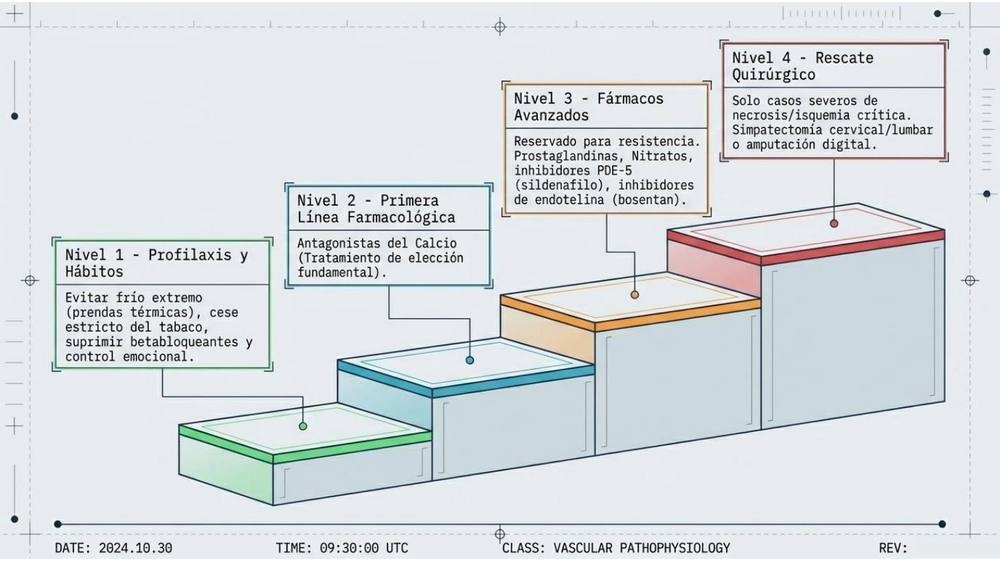 Nivel 1 - Profilaxis y
Hábitos
Evitar frío extremo
(prendas térmicas), cese
estricto del tabaco,
suprimir betabloqueantes y
control emocional.
Nivel 2 - Primera
Línea Farmacológica
Antagonistas del Calcio
(Tratamiento de elección
fundamental).
Nivel 3 - Fármacos
Avanzados
Reservado para resistencia.
Prostaglandinas, Nitratos,
inhibidores PDE-5
(sildenafilo), inhibidores
de endotelina (bosentan).
Nivel 4 - Rescate
Quirúrgico
Solo casos severos de
necrosis/isquemia crítica.
Simpatectomía cervical/lumbar
o amputación digital.
DATE: 2024.10.30
TIME: 09:30:00 UTC
CLASS: VASCULAR PATHOPHYSIOLOGY
REV: